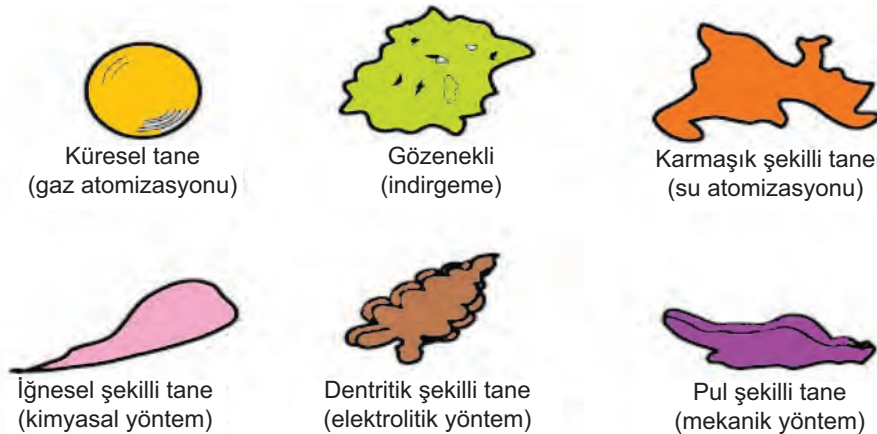 Küresel tane
(gaz atomizasyonu)
Gözenekli
(indirgeme)
Karmaşık şekilli tane
(su atomizasyonu)
İğnesel şekilli tane
(kimyasal yöntem)
Dentritik şekilli tane
(elektrolitik yöntem)
Pul şekilli tane
(mekanik yöntem)